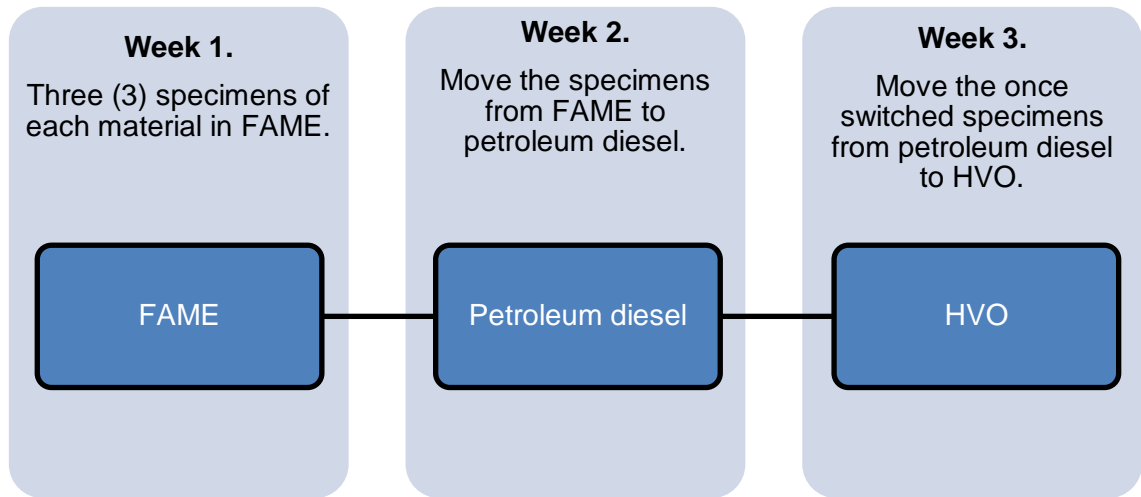 Week 1.
Three (3) specimens of
each material in FAME.
FAME
Week 2.
Move the specimens
from FAME to
petroleum diesel.
Petroleum diesel
Week 3.
Move the once
switched specimens
from petroleum diesel
to HVO.
HVO